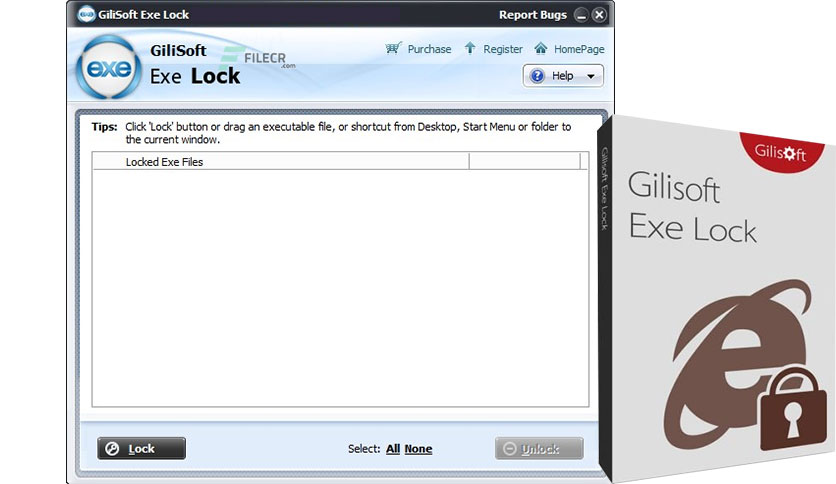 GiliSoft Exe Lock
Report Bugs
GiliSoft
Exe Lock
exe
FILECR
.com
Purchase
Register
HomePage
Help
Tips: Click 'Lock' button or drag an executable file, or shortcut from Desktop, Start Menu or folder to
the current window.
Locked Exe Files
Lock
Select: All None
Unlock
Gilisoft Exe Lock
Gilisoft
Gilisoft
Exe Lock